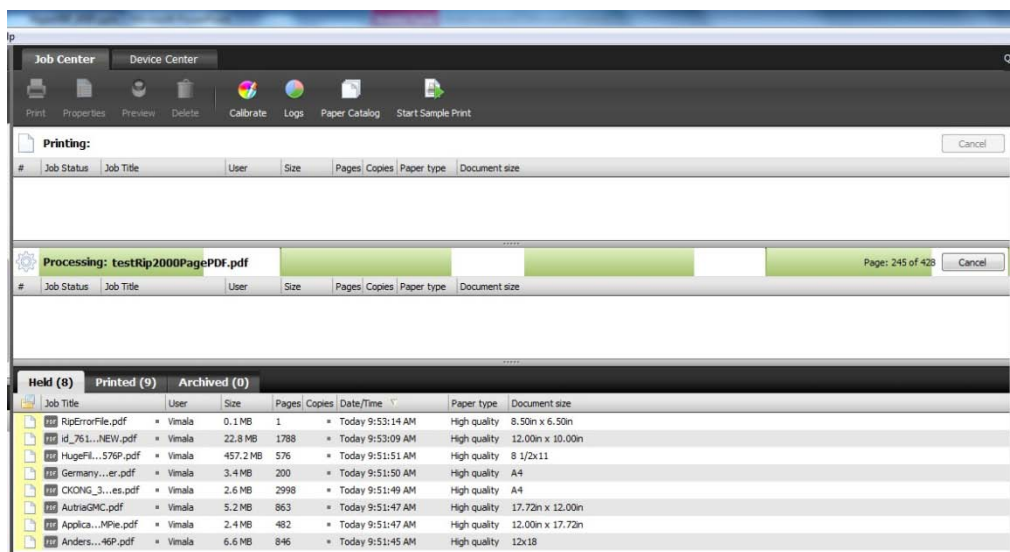 lp
Job Center Device Center
Print Properties Preview Delete Calibrate Logs Paper Catalog Start Sample Print
Printing: Cancel
# Job Status Job Title User Size Pages Copies Paper type Document size
Processing: testRip2000PagePDF.pdf Page: 245 of 428 Cancel
# Job Status Job Title User Size Pages Copies Paper type Document size
Held (8) Printed (9) Archived (0)
Job Title User Size Pages Copies Date/Time Paper type Document size
PDF RipErrorFile.pdf Vimala 0.1 MB 1 Today 9:53:14 AM High quality 8.50in x 6.50in
PDF id_761...NEW.pdf Vimala 22.8 MB 1788 Today 9:53:09 AM High quality 12.00in x 10.00in
PDF HugeFil...576P.pdf Vimala 457.2 MB 576 Today 9:51:51 AM High quality 8 1/2x11
PDF Germany...er.pdf Vimala 3.4 MB 200 Today 9:51:50 AM High quality A4
PDF CKONG_3...es.pdf Vimala 2.6 MB 2998 Today 9:51:49 AM High quality A4
PDF AutriaGMC.pdf Vimala 5.2 MB 863 Today 9:51:47 AM High quality 17.72in x 12.00in
PDF Applica...MPie.pdf Vimala 2.4 MB 482 Today 9:51:47 AM High quality 12.00in x 17.72in
PDF Anders...46P.pdf Vimala 6.6 MB 846 Today 9:51:45 AM High quality 12x18